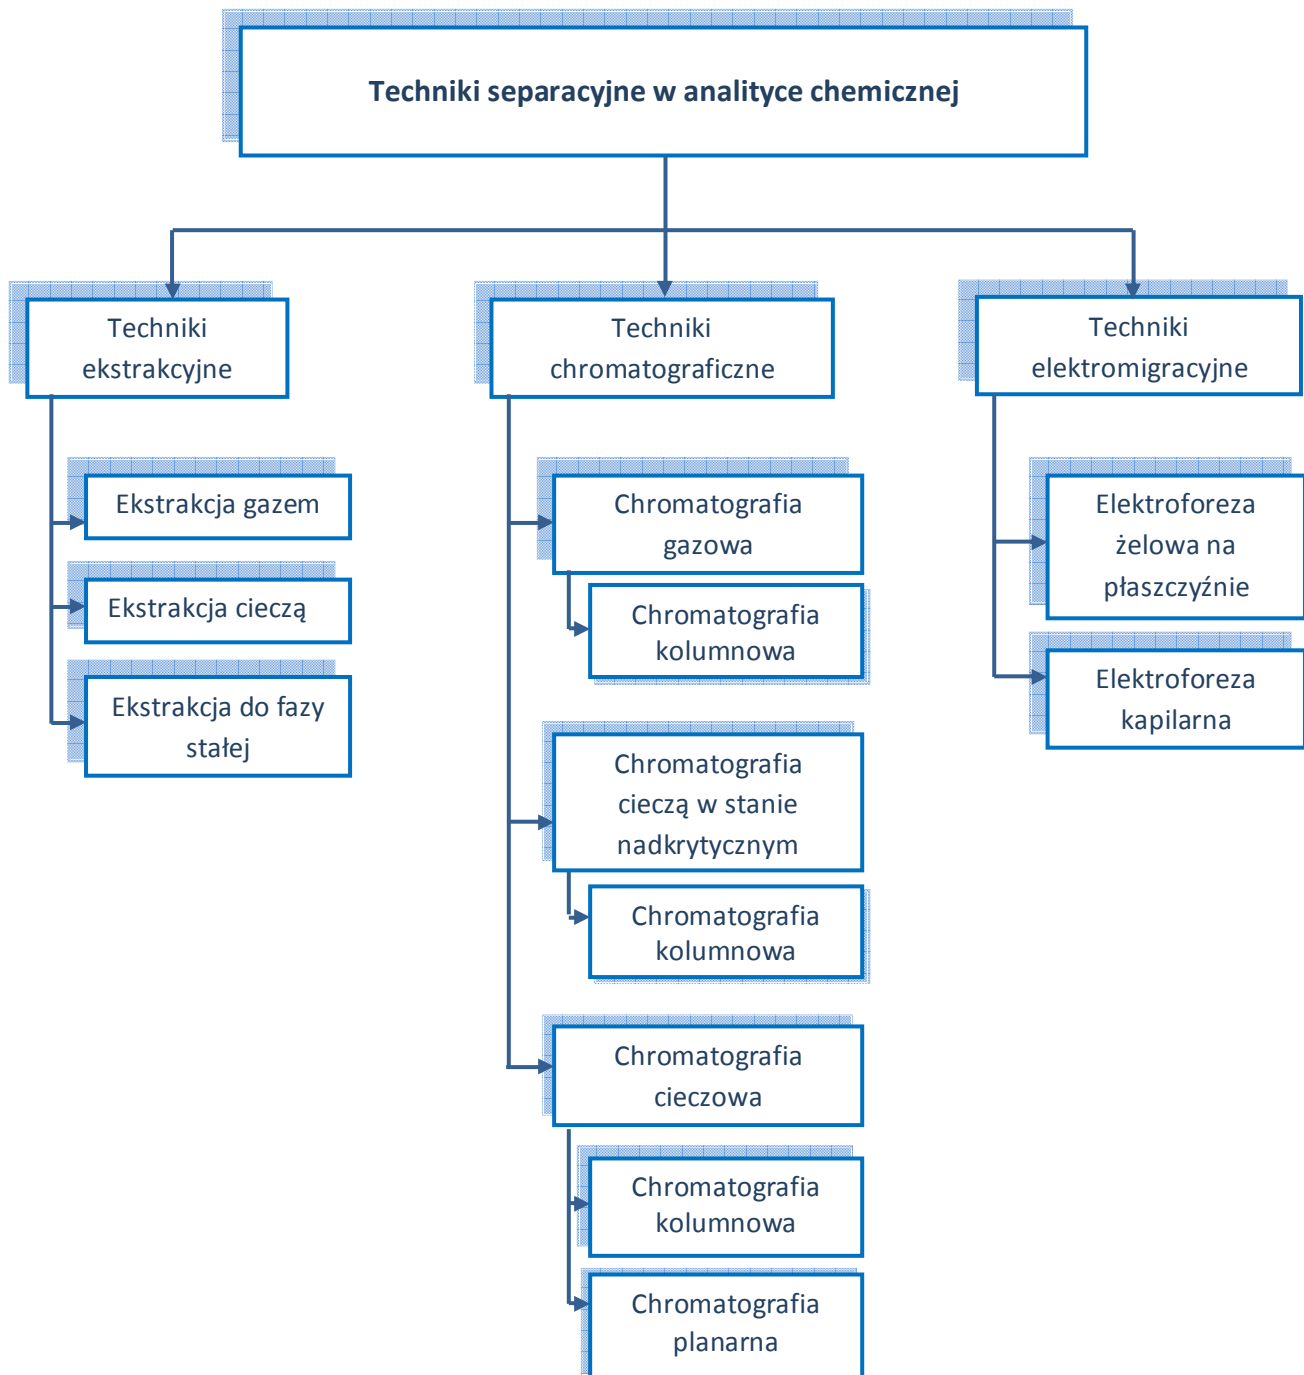 Techniki separacyjne w analityce chemicznej
Techniki
ekstrakcyjne
Ekstrakcja gazem
Ekstrakcja cieczą
Ekstrakcja do fazy
stałej
Techniki
chromatograficzne
Chromatografia
gazowa
Chromatografia
kolumnowa
Chromatografia
cieczą w stanie
nadkrytycznym
Chromatografia
kolumnowa
Chromatografia
cieczowa
Chromatografia
kolumnowa
Chromatografia
planarna
Techniki
elektromigracyjne
Elektroforeza
żelowa na
płaszczyźnie
Elektroforeza
kapilarna